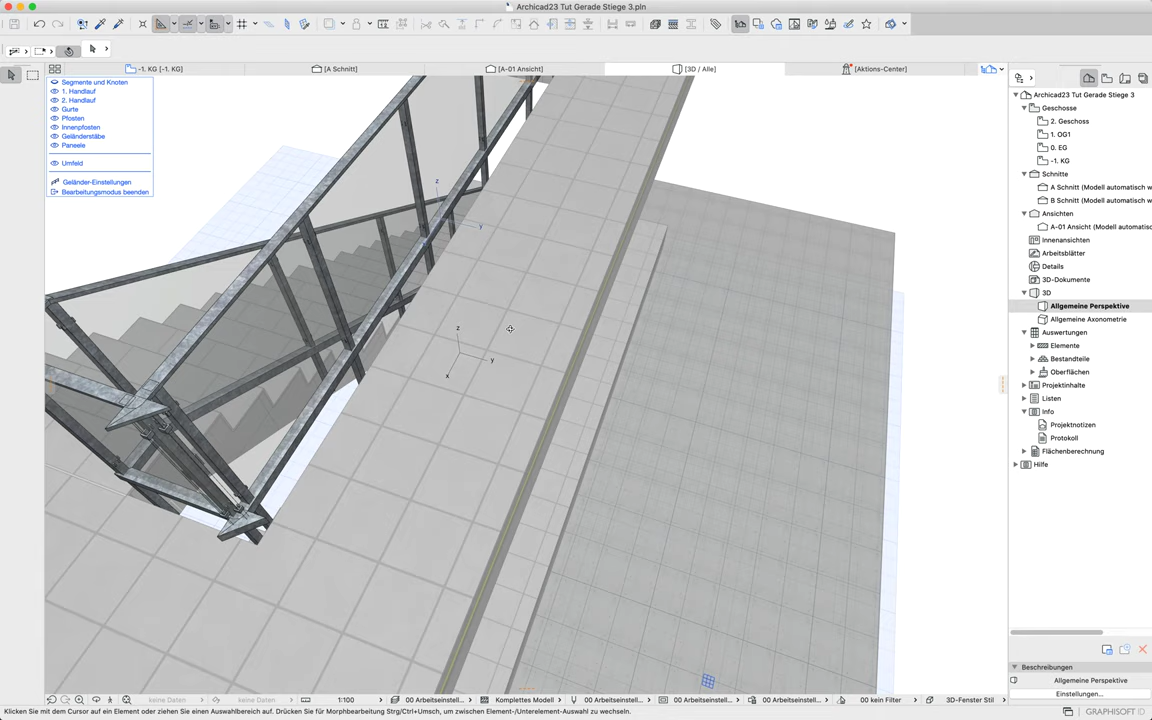 Archicad23 Tut Gerade Stiege 3.pln
-1. KG [-1. KG]
[A Schnitt]
[A-01 Ansicht]
[3D / Alle]
[Aktions-Center]
Segmente und Knoten
1. Handlauf
2. Handlauf
Gurte
Pfosten
Innenpfosten
Geländerstäbe
Paneele
Umfeld
Geländer-Einstellungen
Bearbeitungsmodus beenden
z
y
z
y
x
Archicad23 Tut Gerade Stiege 3
Geschosse
2. Geschoss
1. OG1
0. EG
-1. KG
Schnitte
A Schnitt (Modell automatisch w
B Schnitt (Modell automatisch w
Ansichten
A-01 Ansicht (Modell automatisc
Innenansichten
Arbeitsblätter
Details
3D-Dokumente
3D
Allgemeine Perspektive
Allgemeine Axonometrie
Auswertungen
Elemente
Bestandteile
Oberflächen
Projektinhalte
Listen
Info
Projektnotizen
Protokoll
Flächenberechnung
Hilfe
Beschreibungen
Allgemeine Perspektive
Einstellungen...
keine Daten
keine Daten
1:100
00 Arbeitseinstell...
Komplettes Modell
00 Arbeitseinstell...
00 Arbeitseinstell...
00 Arbeitseinstell...
00 kein Filter
3D-Fenster Stil
Klicken Sie mit dem Cursor auf ein Element oder ziehen Sie einen Auswahlbereich auf. Drücken Sie für Morphbearbeitung Strg/Ctrl+Umsch, um zwischen Element-/Unterelement-Auswahl zu wechseln.
GRAPHISOFT ID